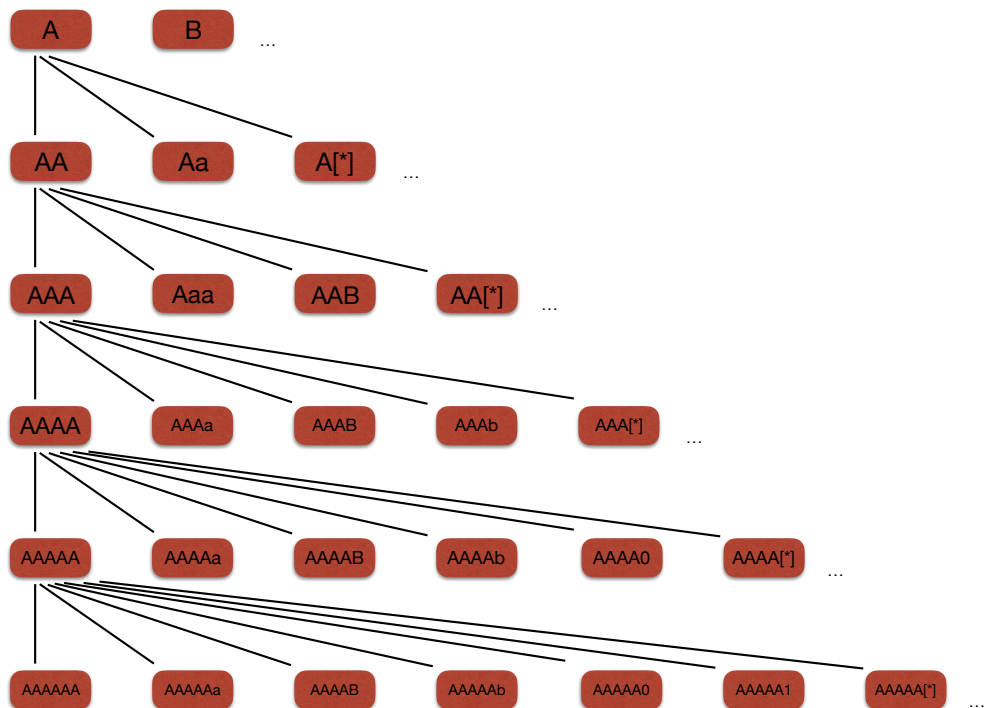 A B ...
AA Aa A[*] ...
AAA Aaa AAB AA[*] ...
AAAA AAAa AAAB AAAb AAA[*] ...
AAAAA AAAAa AAAAB AAAAb AAAA0 AAAA[*] ...
AAAAAA AAAAAa AAAAB AAAAAb AAAAA0 AAAAA1 AAAAA[*] ...